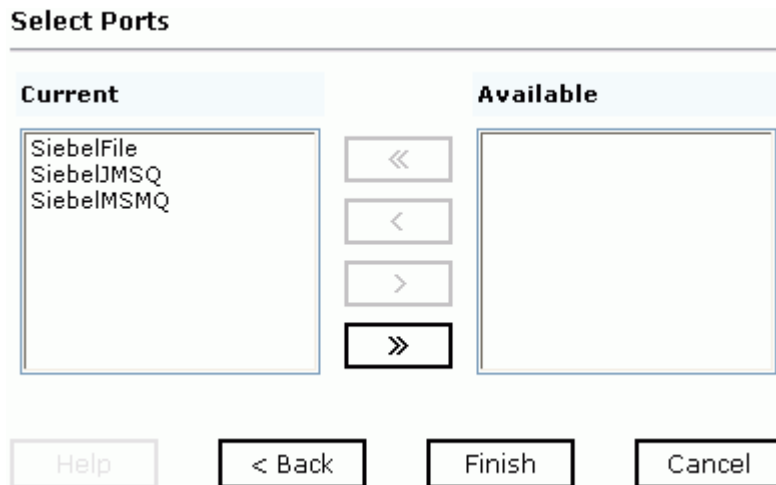 Select Ports
Current
Available
SiebelFile
SiebelJMSQ
SiebelMSMQ
«
<
>
»
Help
< Back
Finish
Cancel